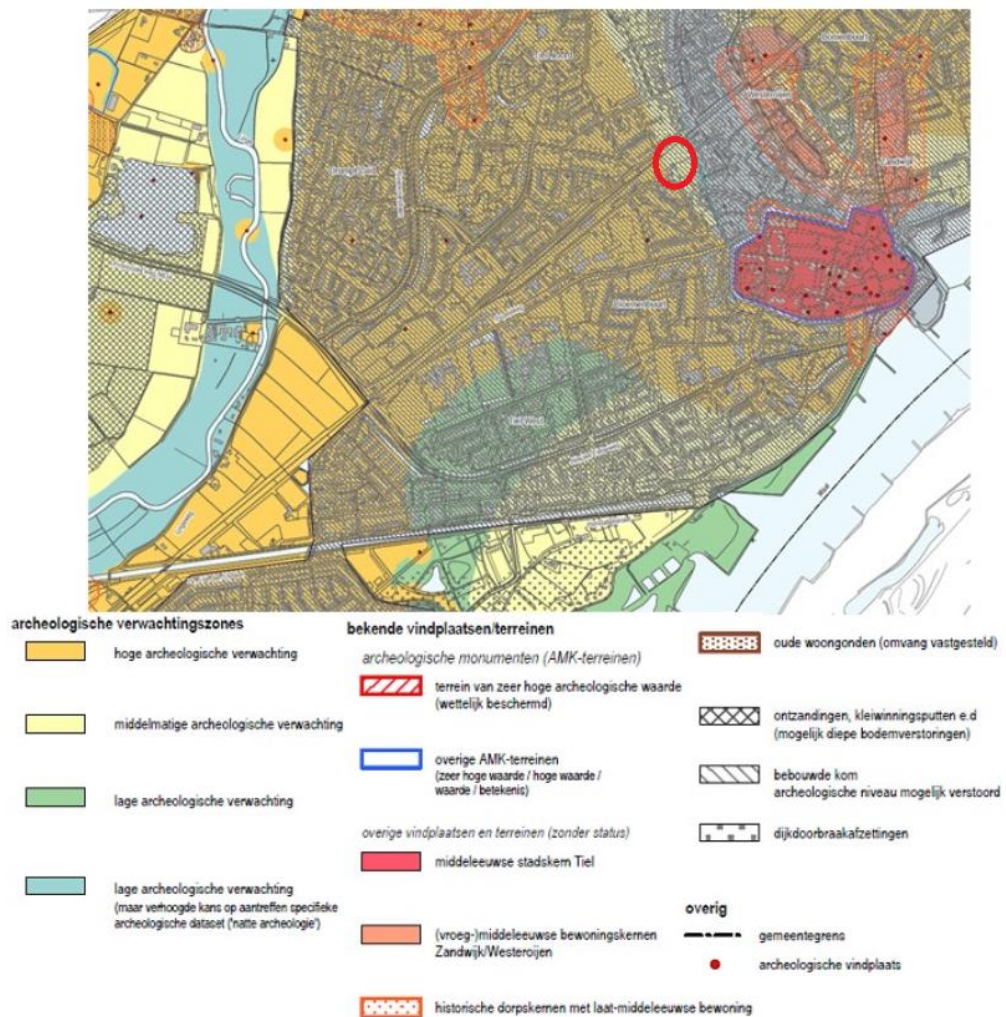 Westeroijen
Zandwijk
Tiel West
Waal
archeologische verwachtingszones
hoge archeologische verwachting
middelmatige archeologische verwachting
lage archeologische verwachting
lage archeologische verwachting
(maar verhoogde kans op aantreffen specifieke
archeologische dataset ('natte archeologie')
bekende vindplaatsen/terreinen
archeologische monumenten (AMK-terreinen)
terrein van zeer hoge archeologische waarde
(wettelijk beschermd)
overige AMK-terreinen
(zeer hoge waarde / hoge waarde /
waarde / betekenis)
overige vindplaatsen en terreinen (zonder status)
middeleeuwse stadskern Tiel
(vroeg-)middeleeuwse bewoningskernen
Zandwijk/Westeroijen
historische dorpskernen met laat-middeleeuwse bewoning
oude woongonden (omvang vastgesteld)
ontzandingen, kleiwinningsputten e.d
(mogelijk diepe bodemverstoringen)
bebouwde kom
archeologische niveau mogelijk verstoord
dijkdoorbraakafzettingen
overig
gemeentegrens
archeologische vindplaats